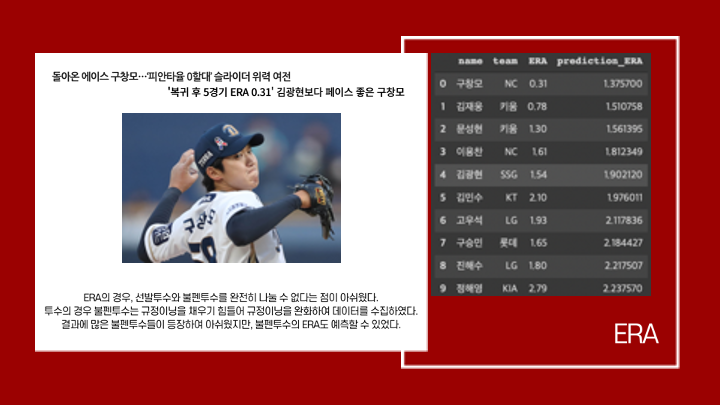 돌아온 에이스 구창모…'피안타율 0할대' 슬라이더 위력 여전
'복귀 후 5경기 ERA 0.31' 김광현보다 페이스 좋은 구창모
구창모
59
ERA의 경우, 선발투수와 불펜투수를 완전히 나눌 수 없다는 점이 아쉬웠다.
투수의 경우 불펜투수는 규정이닝을 채우기 힘들어 규정이닝을 완화하여 데이터를 수집하였다.
결과에 많은 불펜투수들이 등장하여 아쉬웠지만, 불펜투수의 ERA도 예측할 수 있었다.
name team ERA prediction_ERA
0 구창모 NC 0.31 1.375700
1 김재웅 키움 0.78 1.510758
2 문성현 키움 1.30 1.561395
3 이용찬 NC 1.61 1.812349
4 김광현 SSG 1.54 1.902120
5 김민수 KT 2.10 1.976011
6 고우석 LG 1.93 2.117836
7 구승민 롯데 1.65 2.184427
8 진해수 LG 1.80 2.217507
9 정해영 KIA 2.79 2.237570
ERA